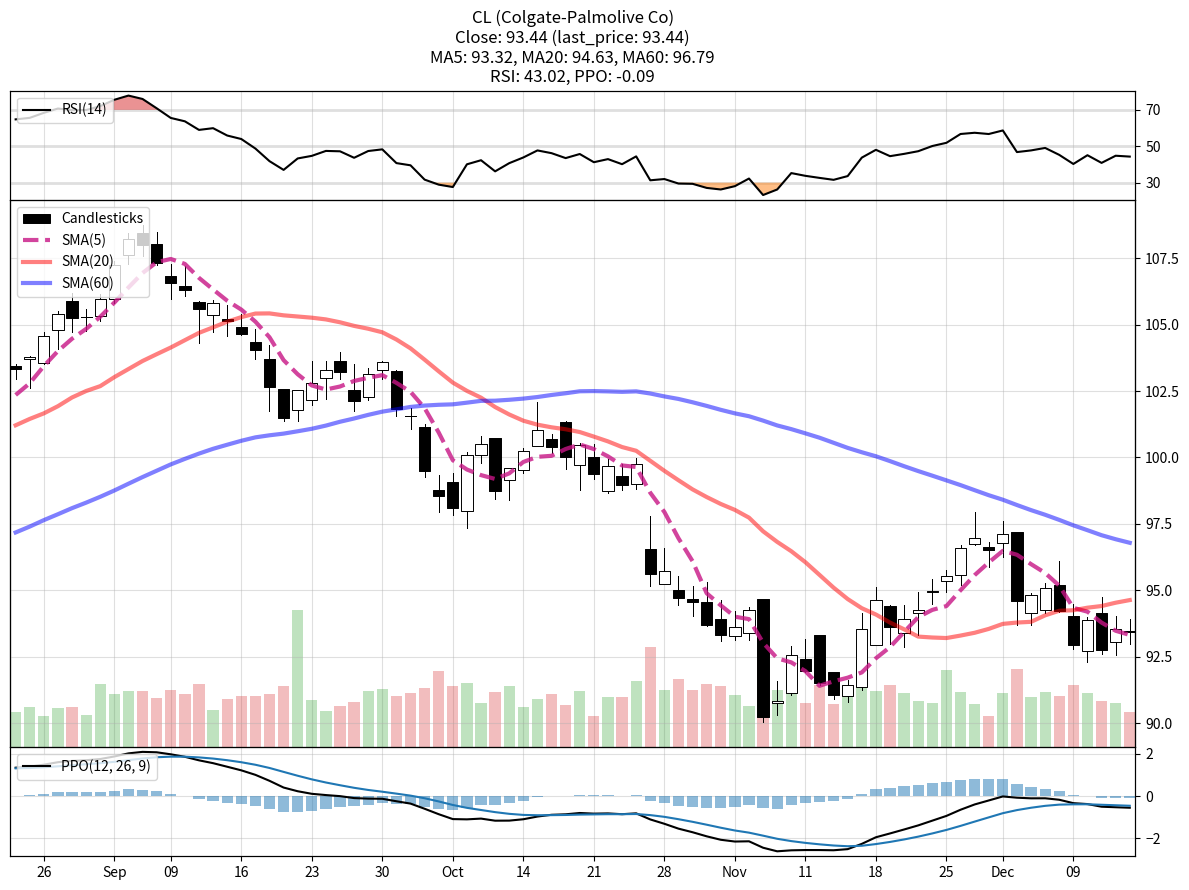 CL (Colgate-Palmolive Co)
Close: 93.44 (last_price: 93.44)
MA5: 93.32, MA20: 94.63, MA60: 96.79
RSI: 43.02, PPO: -0.09
RSI(14)
70
50
30
Candlesticks
SMA(5)
SMA(20)
SMA(60)
107.5
105.0
102.5
100.0
97.5
95.0
92.5
90.0
PPO(12, 26, 9)
2
0
−2
26 Sep 09 16 23 30 Oct 14 21 28 Nov 11 18 25 Dec 09